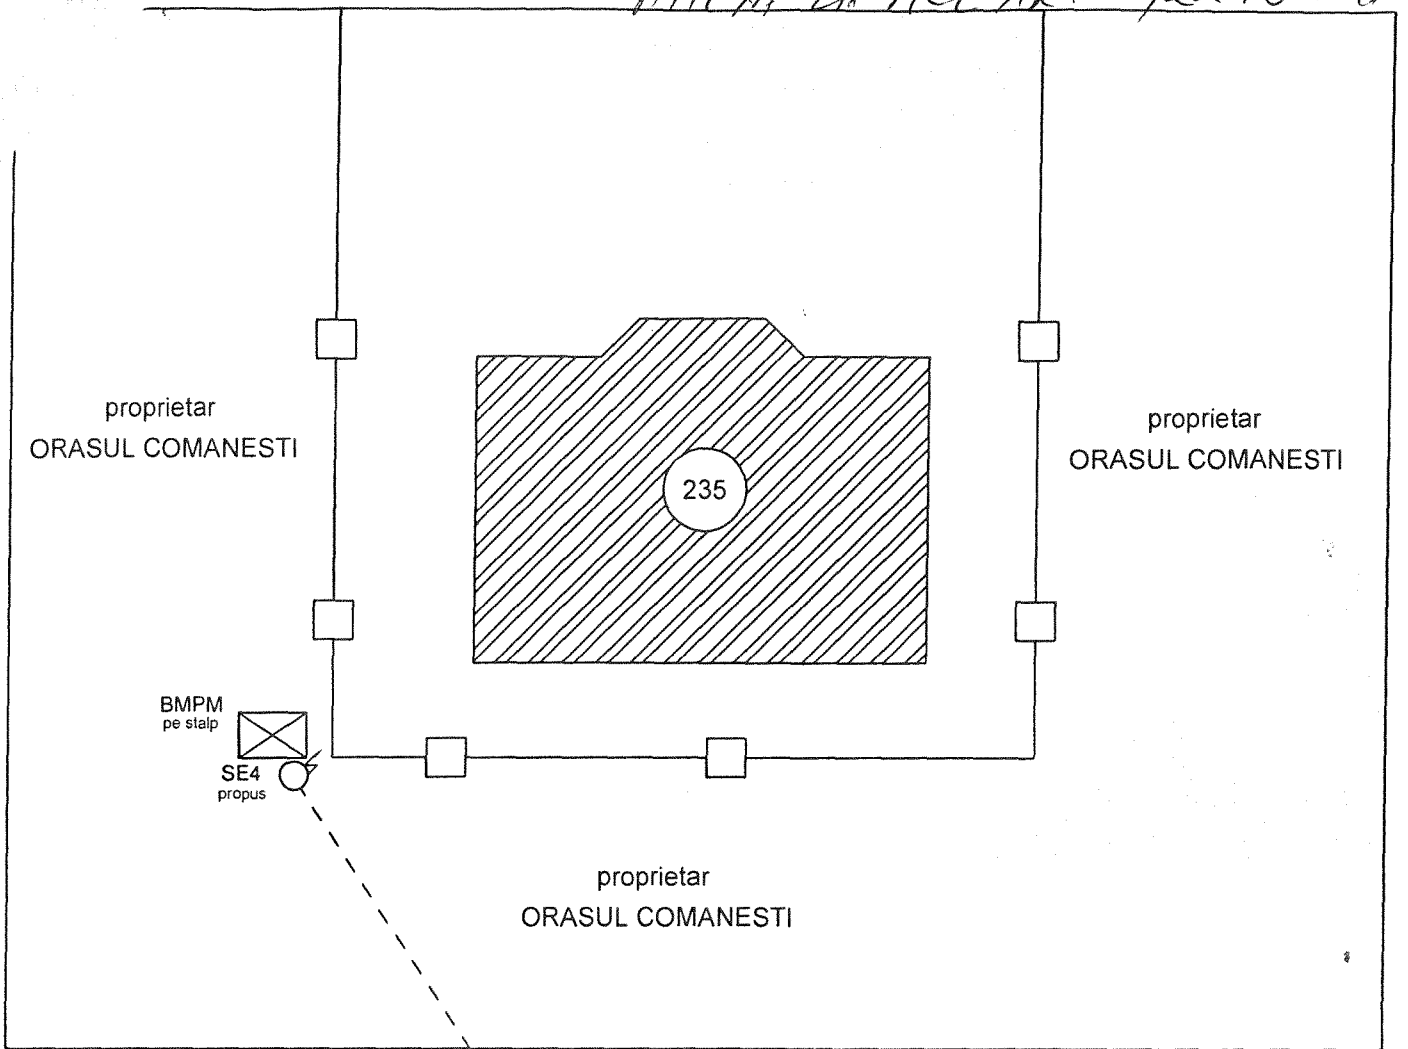 proprietar
ORASUL COMANESTI
proprietar
ORASUL COMANESTI
235
BMPM
pe stalp
SE4
propus
proprietar
ORASUL COMANESTI